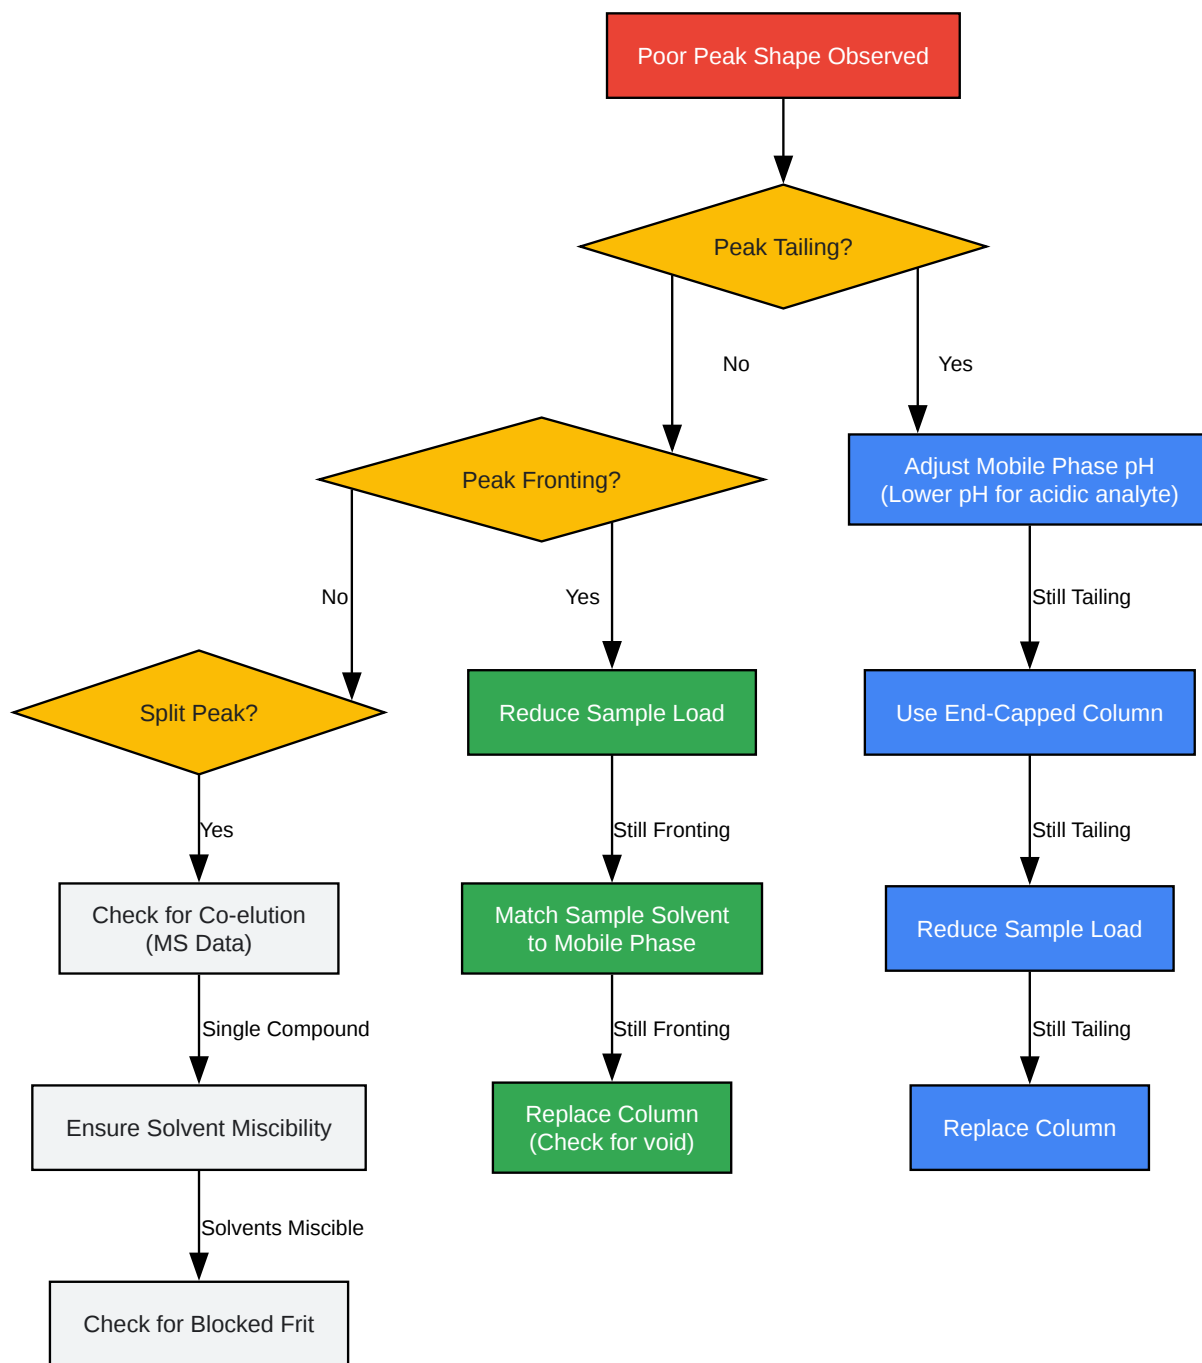 Poor Peak Shape Observed
Peak Tailing?
No
Yes
Peak Fronting?
Adjust Mobile Phase pH
(Lower pH for acidic analyte)
No
Yes
Still Tailing
Split Peak?
Reduce Sample Load
Use End-Capped Column
Yes
Still Fronting
Still Tailing
Check for Co-elution
(MS Data)
Match Sample Solvent
to Mobile Phase
Reduce Sample Load
Single Compound
Still Fronting
Still Tailing
Ensure Solvent Miscibility
Replace Column
(Check for void)
Replace Column
Solvents Miscible
Check for Blocked Frit